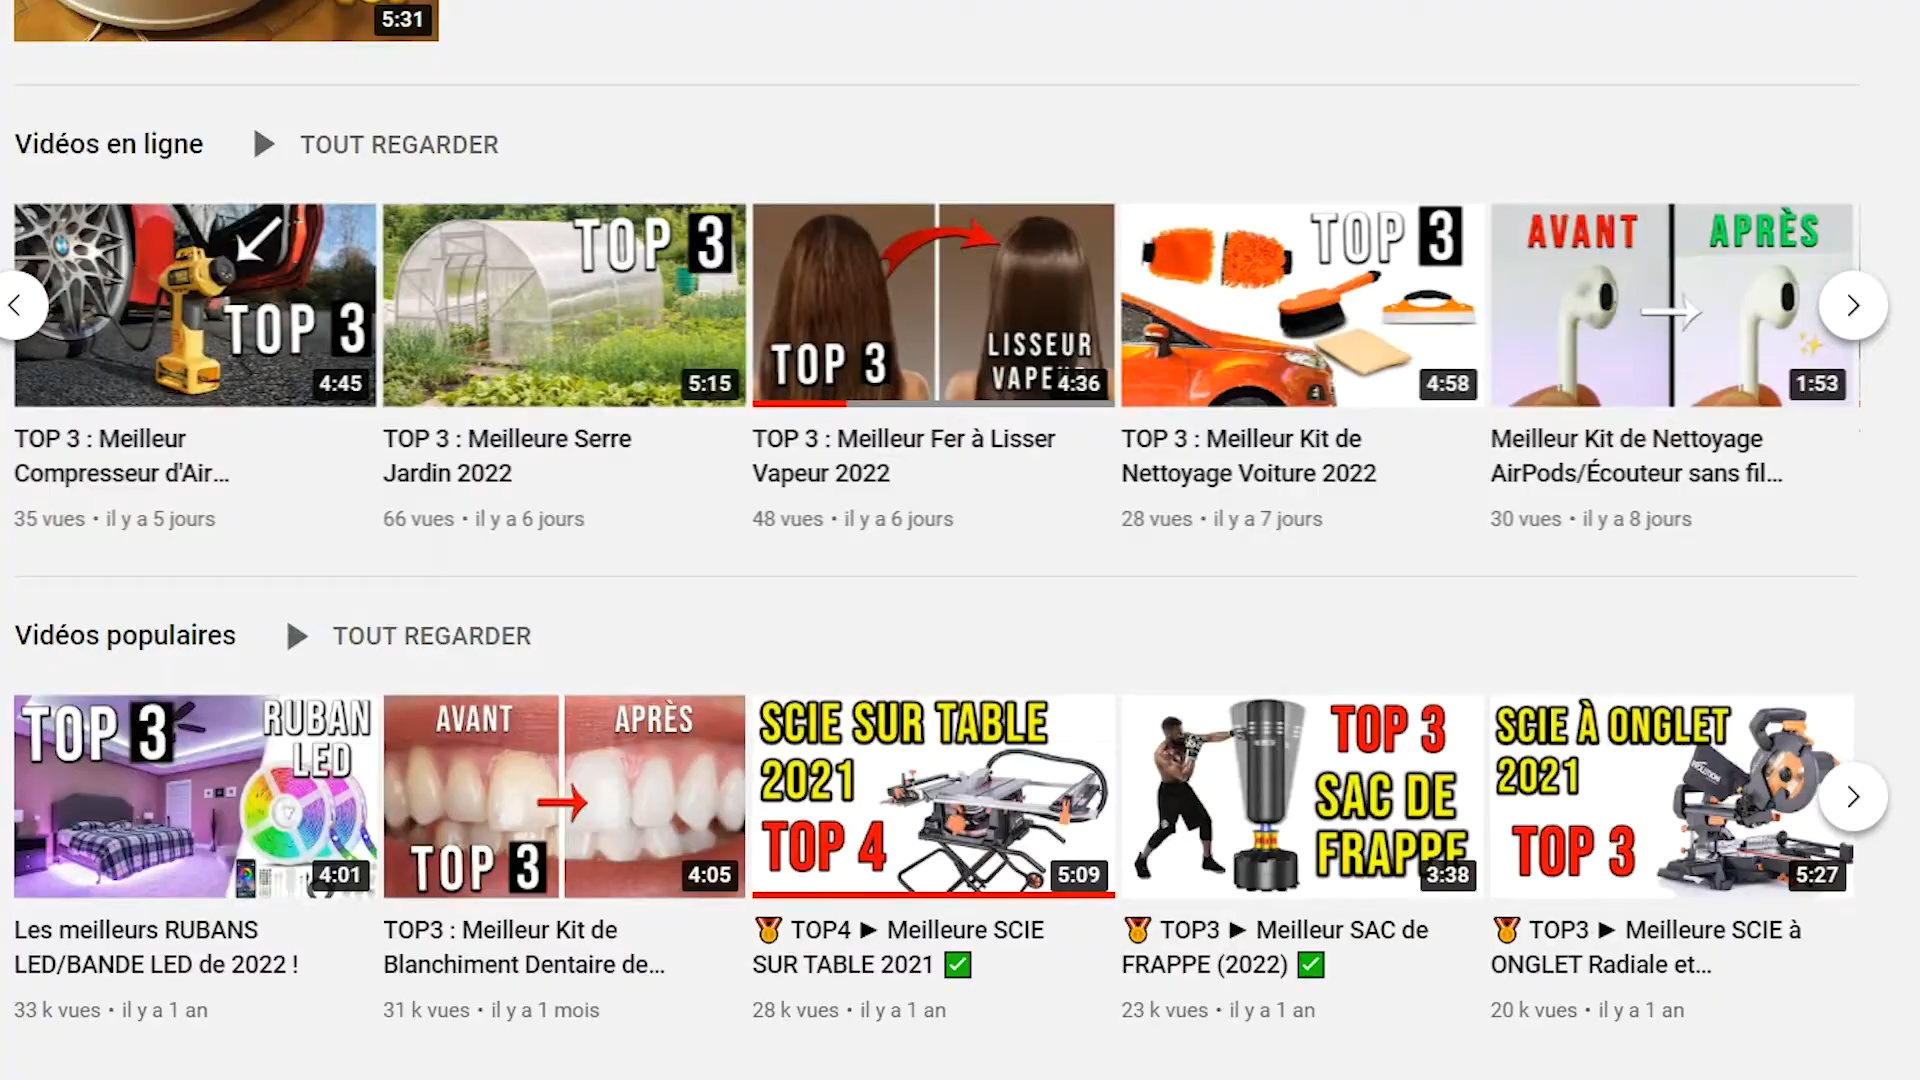 5:31
Vidéos en ligne
TOUT REGARDER
TOP 3
4:45
TOP 3
5:15
TOP 3
LISSEUR
4:36
TOP 3
4:58
AVANT
APRÈS
1:53
TOP 3 : Meilleur
Compresseur d'Air...
35 vues • il y a 5 jours
TOP 3 : Meilleure Serre
Jardin 2022
66 vues • il y a 6 jours
TOP 3 : Meilleur Fer à Lisser
Vapeur 2022
48 vues • il y a 6 jours
TOP 3 : Meilleur Kit de
Nettoyage Voiture 2022
28 vues • il y a 7 jours
Meilleur Kit de Nettoyage
AirPods/Écouteur sans fil...
30 vues • il y a 8 jours
Vidéos populaires
TOUT REGARDER
TOP 3
RUBAN
LED
4:01
AVANT
APRÈS
TOP 3
4:05
SCIE SUR TABLE
2021
TOP 4
5:09
TOP 3
SAC DE
FRAPPE
3:38
SCIE À ONGLET
2021
TOP 3
EVOLUTION
5:27
Les meilleurs RUBANS
LED/BANDE LED de 2022 !
33 k vues • il y a 1 an
TOP3 : Meilleur Kit de
Blanchiment Dentaire de...
31 k vues • il y a 1 mois
🏅 TOP4 ► Meilleure SCIE
SUR TABLE 2021 ✅
28 k vues • il y a 1 an
🏅 TOP3 ► Meilleur SAC de
FRAPPE (2022) ✅
23 k vues • il y a 1 an
🏅 TOP3 ► Meilleure SCIE à
ONGLET Radiale et...
20 k vues • il y a 1 an